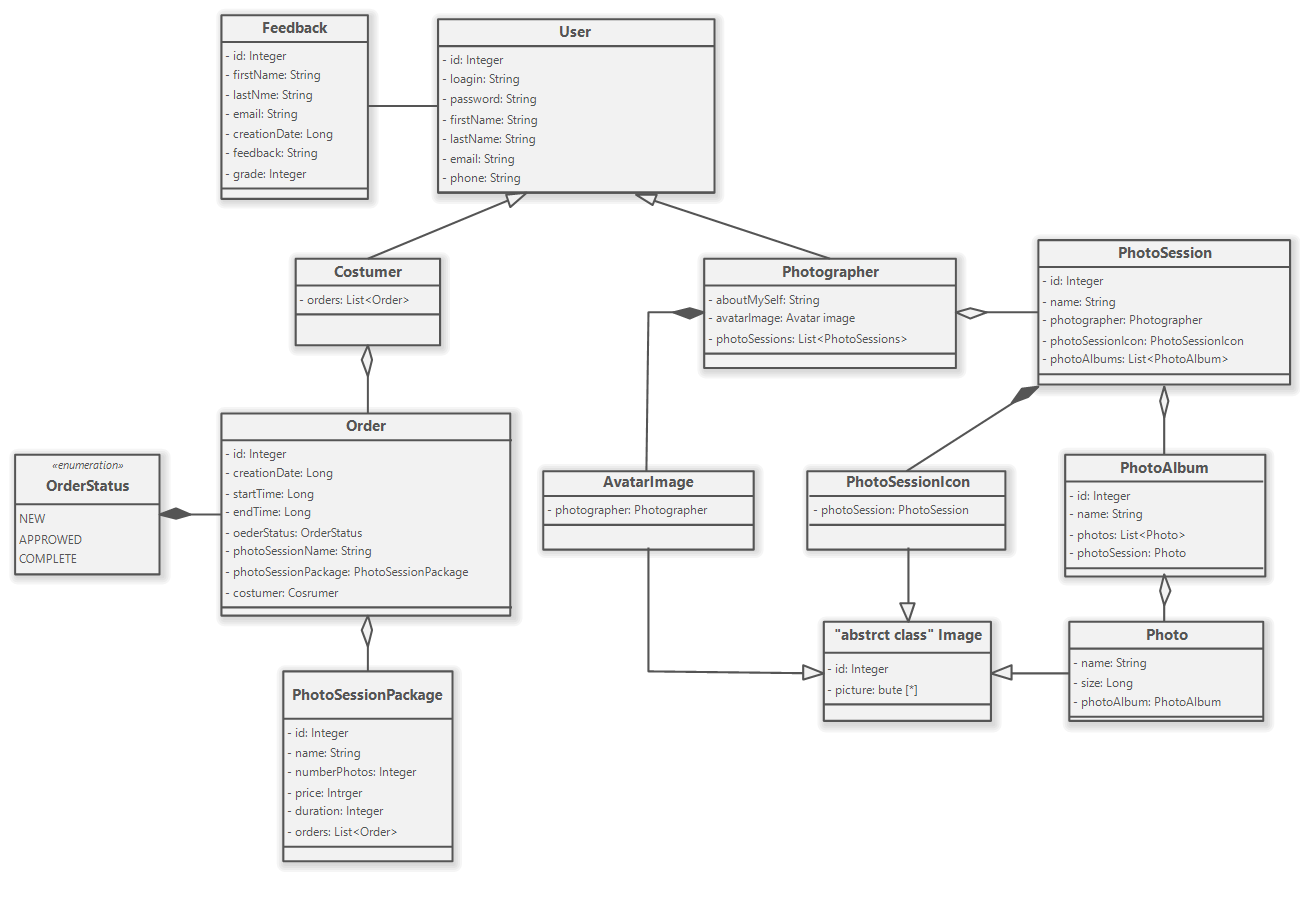 Feedback
- id: Integer
- firstName: String
- lastNme: String
- email: String
- creationDate: Long
- feedback: String
- grade: Integer
User
- id: Integer
- loagin: String
- password: String
- firstName: String
- lastName: String
- email: String
- phone: String
Costumer
- orders: List<Order>
Photographer
- aboutMySelf: String
- avatarImage: Avatar image
- photoSessions: List<PhotoSessions>
PhotoSession
- id: Integer
- name: String
- photographer: Photographer
- photoSessionIcon: PhotoSessionIcon
- photoAlbums: List<PhotoAlbum>
«enumeration»
OrderStatus
NEW
APPROWED
COMPLETE
Order
- id: Integer
- creationDate: Long
- startTime: Long
- endTime: Long
- oederStatus: OrderStatus
- photoSessionName: String
- photoSessionPackage: PhotoSessionPackage
- costumer: Cosrumer
AvatarImage
- photographer: Photographer
PhotoSessionIcon
- photoSession: PhotoSession
PhotoAlbum
- id: Integer
- name: String
- photos: List<Photo>
- photoSession: Photo
PhotoSessionPackage
- id: Integer
- name: String
- numberPhotos: Integer
- price: Intrger
- duration: Integer
- orders: List<Order>
"abstrct class" Image
- id: Integer
- picture: bute [*]
Photo
- name: String
- size: Long
- photoAlbum: PhotoAlbum